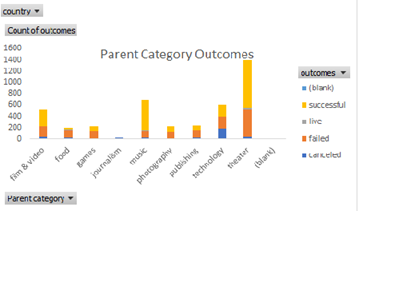 country
Count of outcomes
Parent Category Outcomes
1600
1400
1200
1000
800
600
400
200
0
film & video
food
games
journalism
music
photography
publishing
technology
theater
(blank)
outcomes
(blank)
successful
live
failed
canceled
Parent category